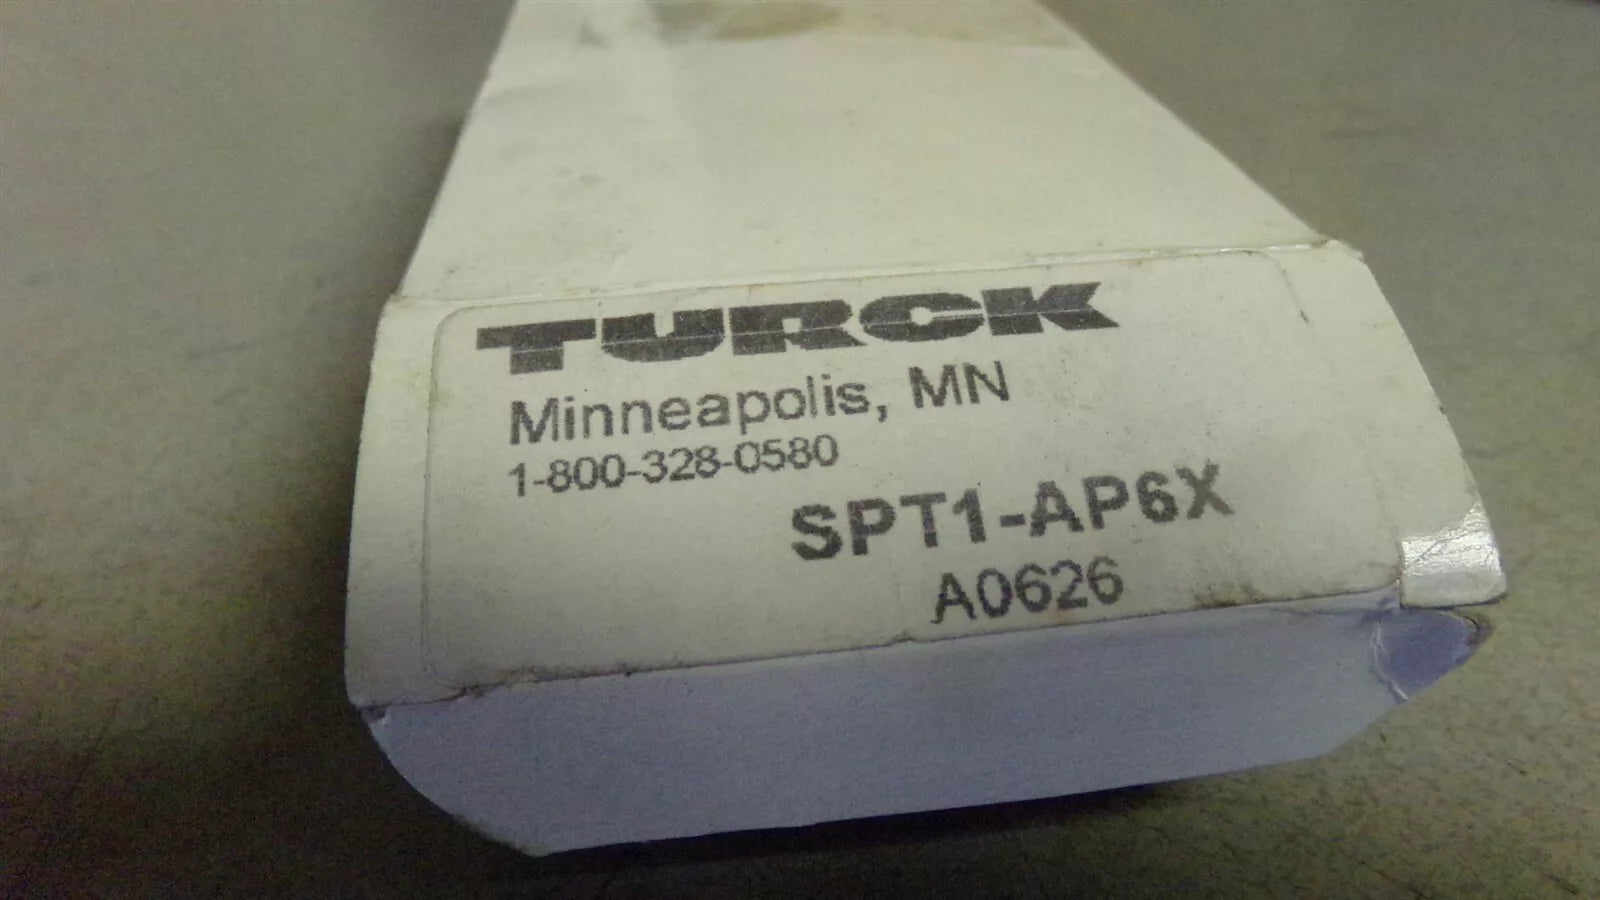 TURCK
Minneapolis, MN
1-800-328-0580
SPT1-AP6X
A0626